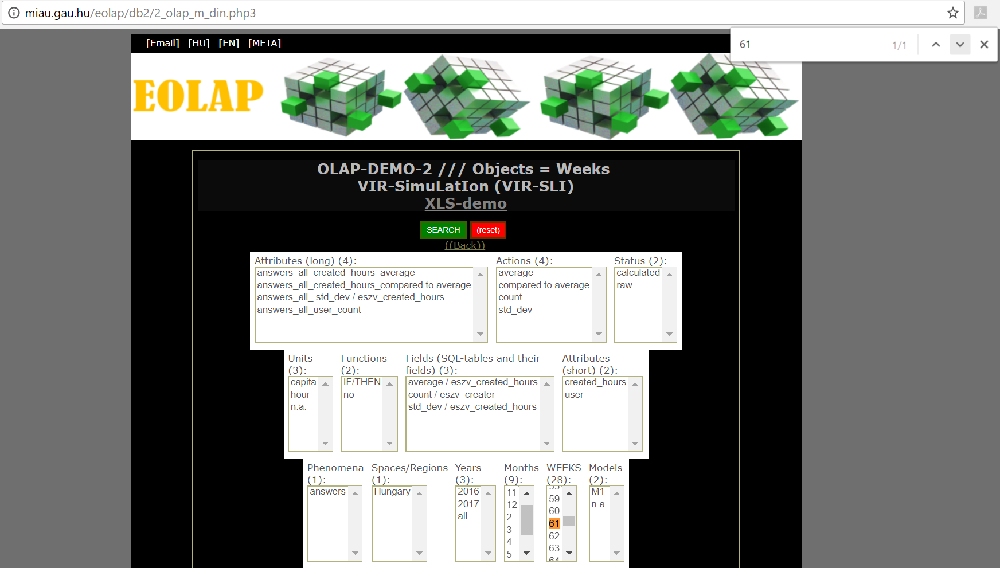 miau.gau.hu/eolap/db2/2_olap_m_din.php3
61 1/1
[Email] [HU] [EN] [META]
EOLAP
OLAP-DEMO-2 /// Objects = Weeks
VIR-SimuLatIon (VIR-SLI)
XLS-demo
SEARCH (reset)
((Back))
Attributes (long) (4):
answers_all_created_hours_average
answers_all_created_hours_compared to average
answers_all_ std_dev / eszv_created_hours
answers_all_user_count
Actions (4):
average
compared to average
count
std_dev
Status (2):
calculated
raw
Units
(3):
capita
hour
n.a.
Functions
(2):
IF/THEN
no
Fields (SQL-tables and their
fields) (3):
average / eszv_created_hours
count / eszv_creater
std_dev / eszv_created_hours
Attributes
(short) (2):
created_hours
user
Phenomena
(1):
answers
Spaces/Regions
(1):
Hungary
Years
(3):
2016
2017
all
Months
(9):
11
12
2
3
4
5
WEEKS
(28):
59
60
61
62
63
64
Models
(2):
M1
n.a.